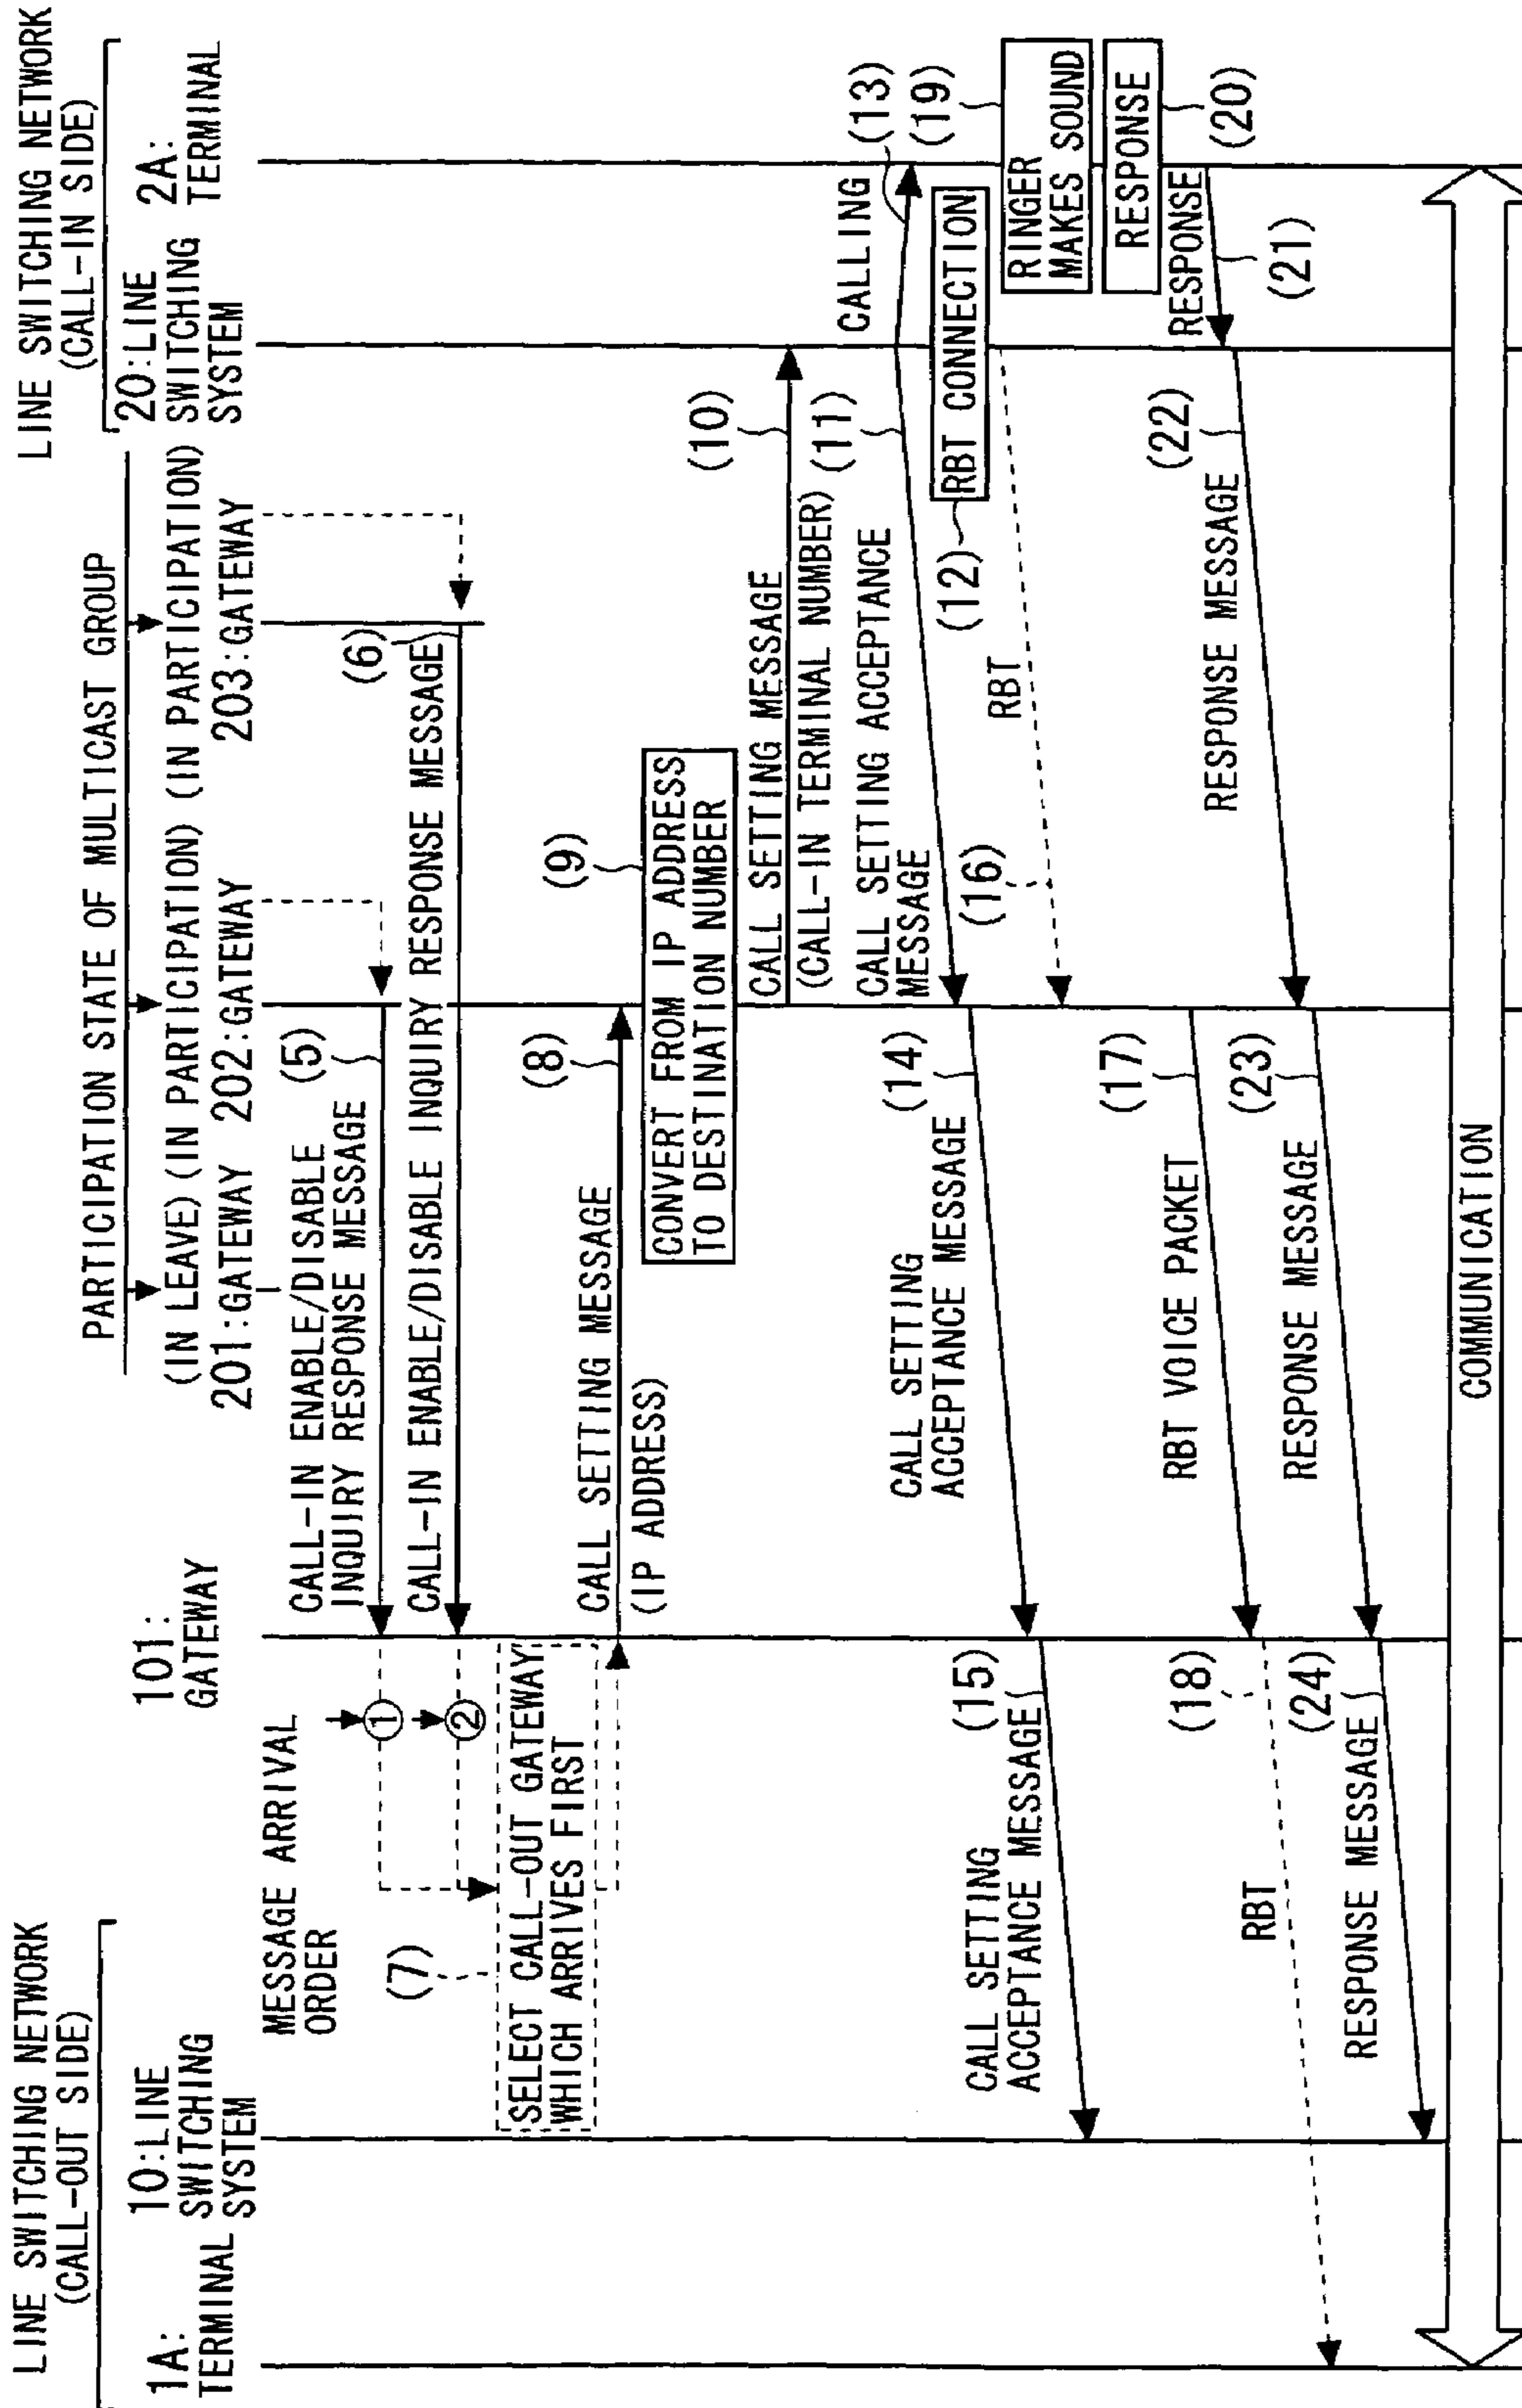 LINE SWITCHING NETWORK
(CALL-OUT SIDE)
1A:
TERMINAL
10:LINE
SWITCHING
SYSTEM
101:
GATEWAY
PARTICIPATION STATE OF MULTICAST GROUP
(IN LEAVE)
(IN PARTICIPATION)
(IN PARTICIPATION)
201:GATEWAY
202:GATEWAY
203:GATEWAY
LINE SWITCHING NETWORK
(CALL-IN SIDE)
20:LINE
SWITCHING
SYSTEM
2A:
TERMINAL
MESSAGE ARRIVAL
ORDER
①
②
CALL-IN ENABLE/DISABLE
INQUIRY RESPONSE MESSAGE
(5)
CALL-IN ENABLE/DISABLE INQUIRY RESPONSE MESSAGE
(6)
(7)
SELECT CALL-OUT GATEWAY
WHICH ARRIVES FIRST
CALL SETTING MESSAGE
(IP ADDRESS)
(8)
(9)
CONVERT FROM IP ADDRESS
TO DESTINATION NUMBER
CALL SETTING MESSAGE
(CALL-IN TERMINAL NUMBER)
(10)
CALL SETTING ACCEPTANCE
MESSAGE
(11)
CALLING
(13)
(12)
RBT CONNECTION
(19)
RINGER
MAKES SOUND
CALL SETTING
ACCEPTANCE MESSAGE
(14)
CALL SETTING
ACCEPTANCE MESSAGE
(15)
(16)
RBT
RESPONSE
(20)
RBT VOICE PACKET
(17)
(18)
RBT
RESPONSE
(21)
RESPONSE MESSAGE
(22)
RESPONSE MESSAGE
(23)
RESPONSE MESSAGE
(24)
COMMUNICATION